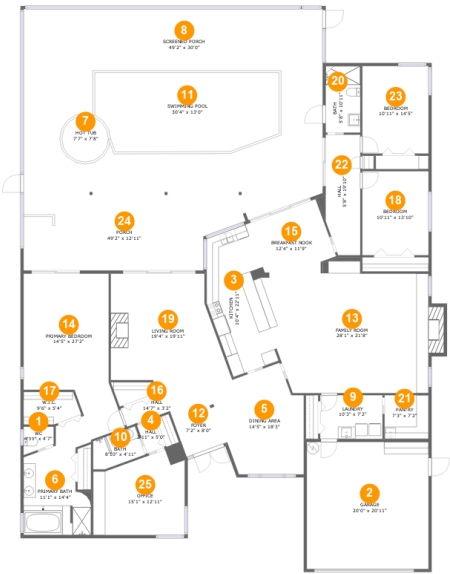 8
SCREENED PORCH
49'2" x 30'0"
20
BATH
5'8" x 10'11"
23
BEDROOM
10'11" x 14'5"
11
SWIMMING POOL
30'4" x 13'0"
7
HOT TUB
7'7" x 7'8"
22
HALL
18
BEDROOM
10'11" x 13'10"
24
PORCH
49'2" x 12'11"
15
BREAKFAST NOOK
12'4" x 11'9"
3
KITCHEN
14
PRIMARY BEDROOM
14'5" x 27'2"
19
LIVING ROOM
19'4" x 19'11"
13
FAMILY ROOM
28'1" x 21'8"
17
W.I.C.
9'6" x 5'4"
16
HALL
14'7" x 3'2"
9
LAUNDRY
10'3" x 7'2"
21
PANTRY
7'3" x 7'2"
1
WC
4'11" x 4'7"
4
HALL
12
FOYER
7'2" x 8'0"
5
DINING AREA
14'5" x 18'3"
10
BATH
6
PRIMARY BATH
11'1" x 14'4"
25
OFFICE
15'1" x 12'11"
2
GARAGE
20'0" x 20'11"